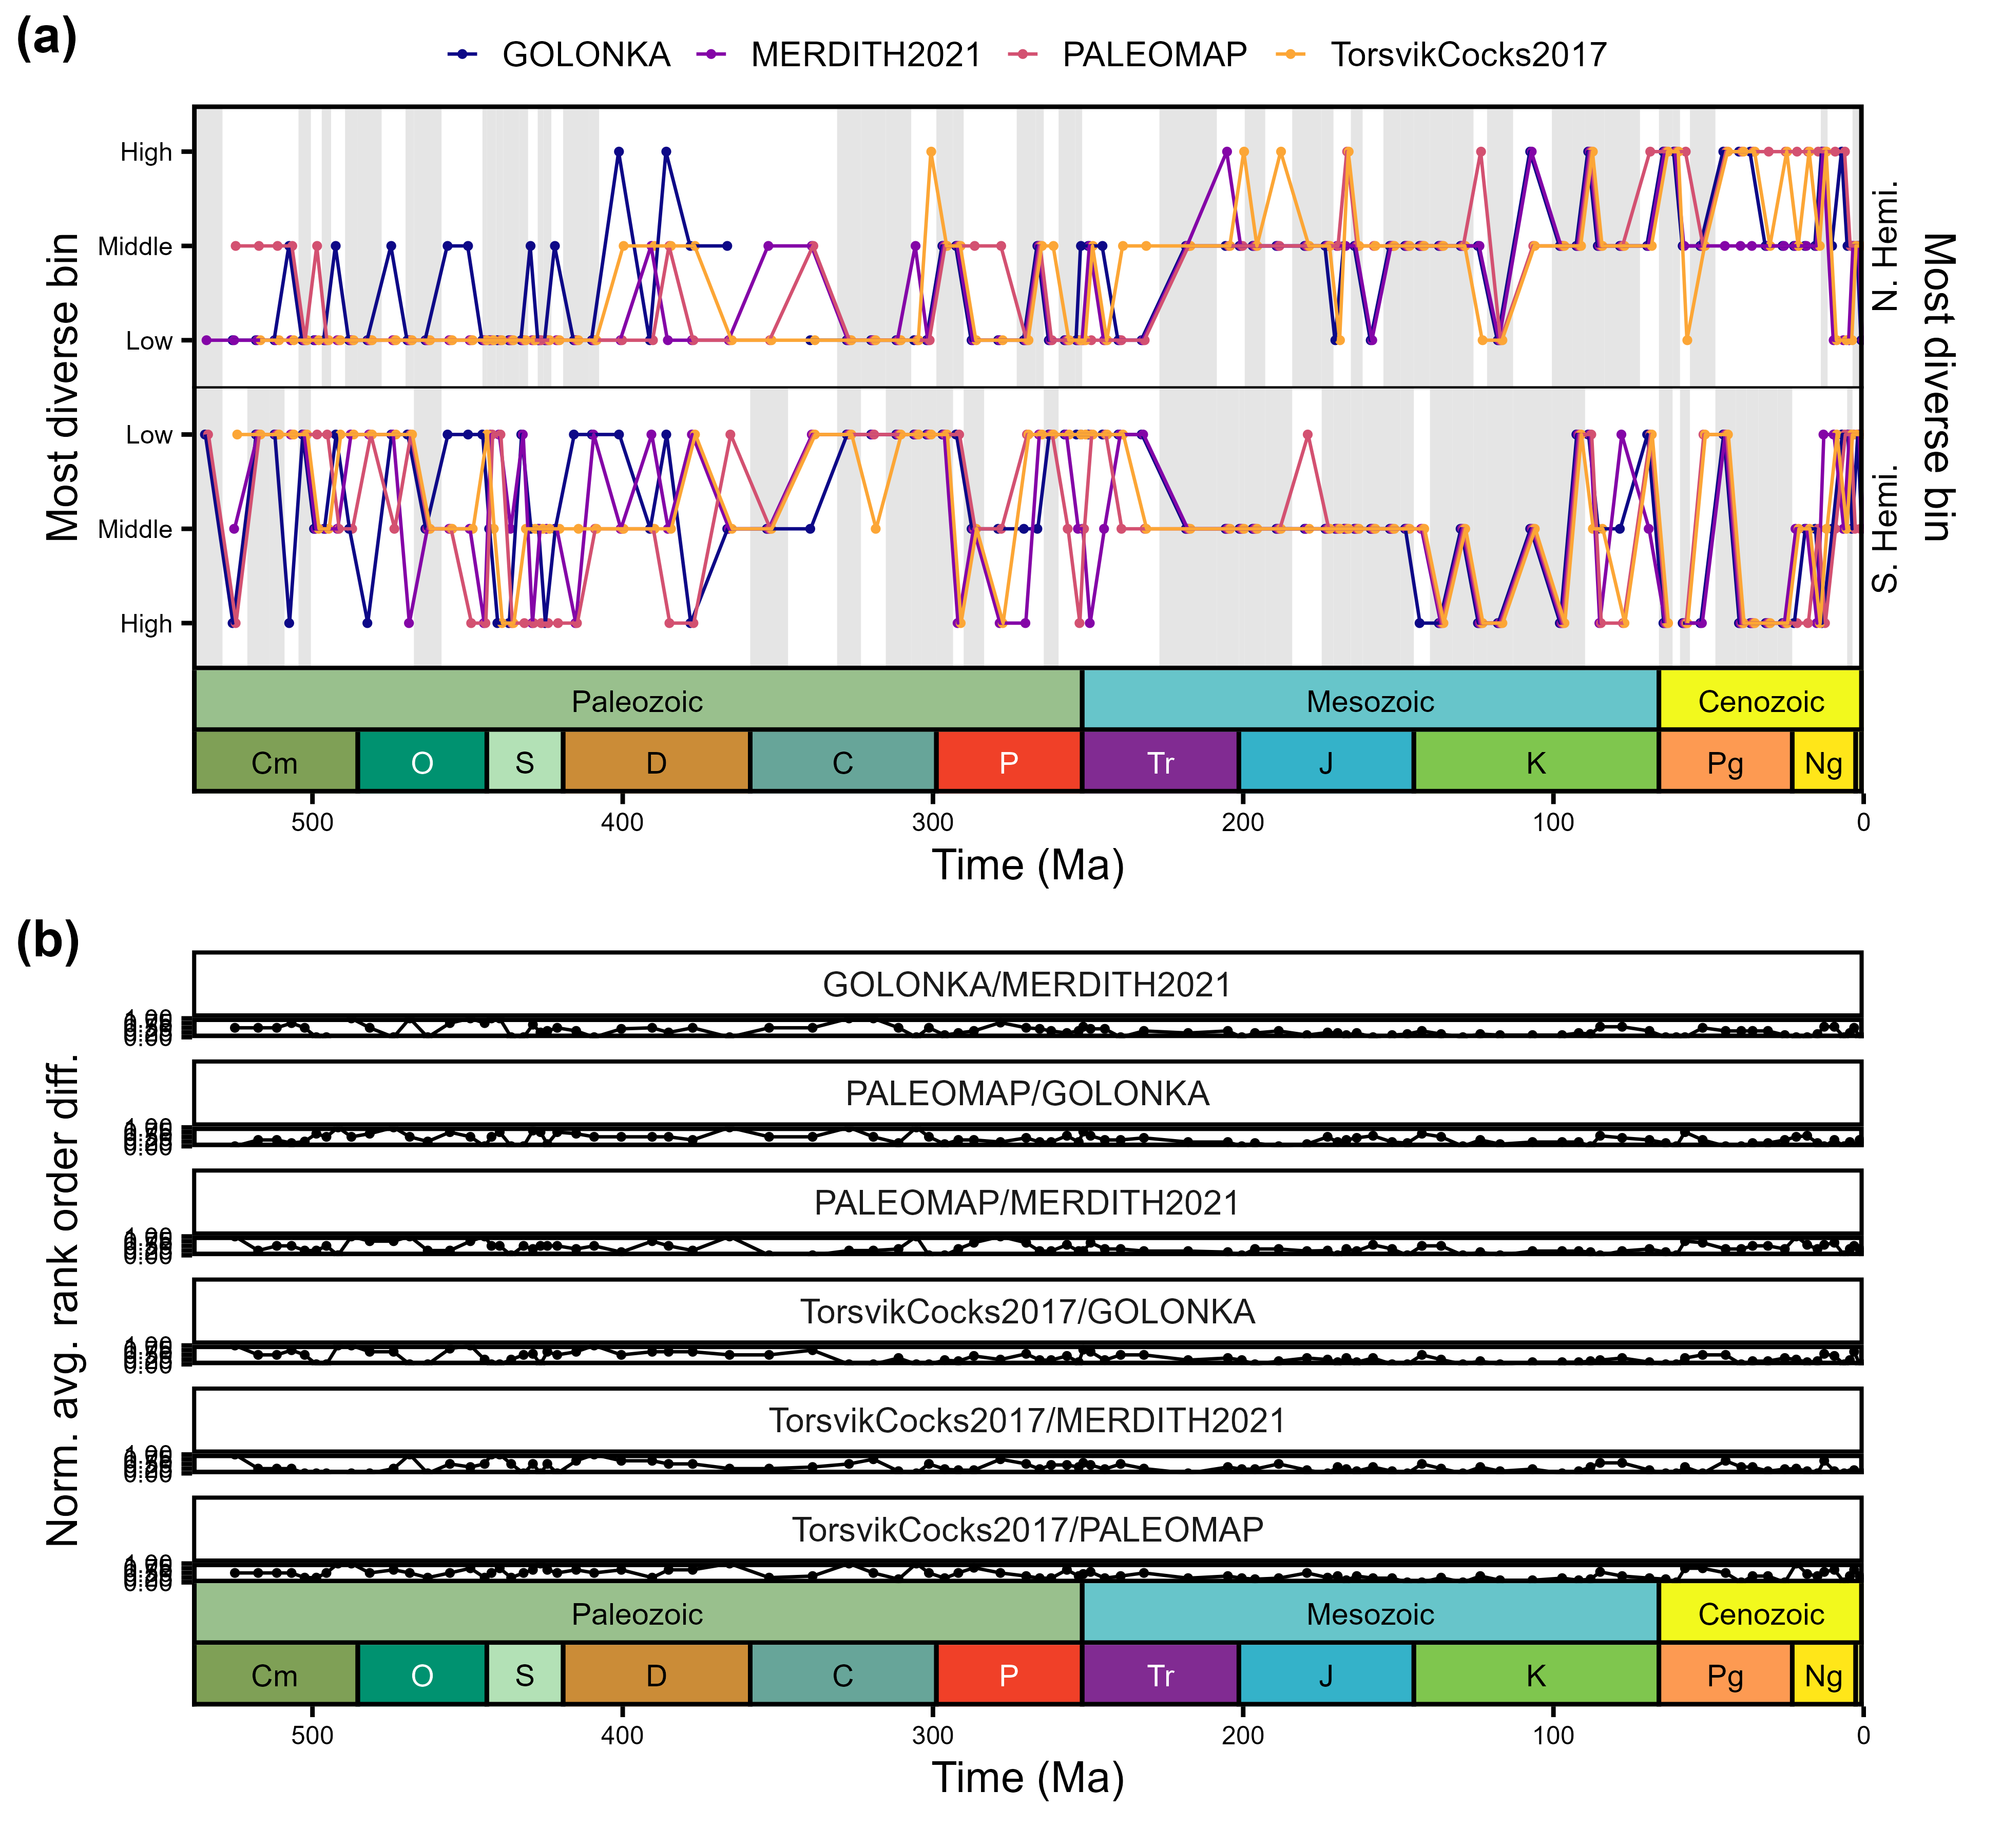 (a)
GOLONKA MERDITH2021 PALEOMAP TorsvikCocks2017
Most diverse bin
High
Middle
Low
Low
Middle
High
N. Hemi.
S. Hemi.
Most diverse bin
Paleozoic Mesozoic Cenozoic
Cm O S D C P Tr J K Pg Ng
500 400 300 200 100 0
Time (Ma)
(b)
Norm. avg. rank order diff.
GOLONKA/MERDITH2021
PALEOMAP/GOLONKA
PALEOMAP/MERDITH2021
TorsvikCocks2017/GOLONKA
TorsvikCocks2017/MERDITH2021
TorsvikCocks2017/PALEOMAP
Paleozoic Mesozoic Cenozoic
Cm O S D C P Tr J K Pg Ng
500 400 300 200 100 0
Time (Ma)